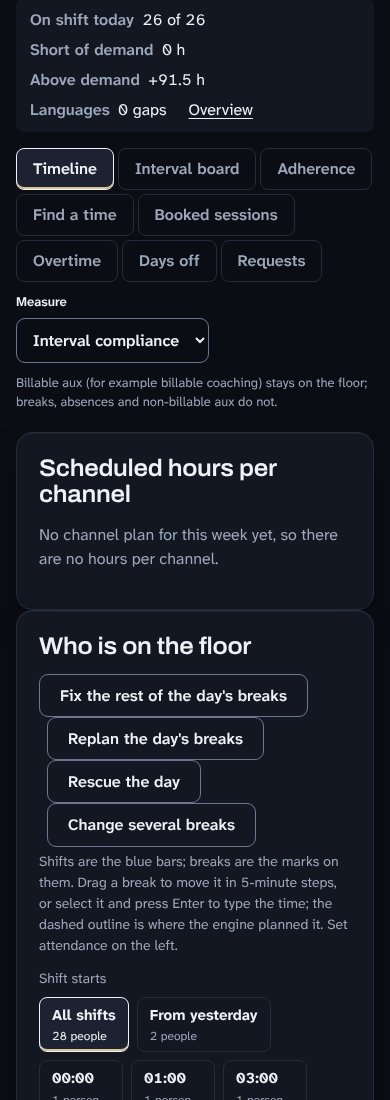 On shift today 26 of 26
Short of demand 0 h
Above demand +91.5 h
Languages 0 gaps Overview
Timeline Interval board Adherence
Find a time Booked sessions
Overtime Days off Requests
Measure
Interval compliance
Billable aux (for example billable coaching) stays on the floor;
breaks, absences and non-billable aux do not.
Scheduled hours per
channel
No channel plan for this week yet, so there
are no hours per channel.
Who is on the floor
Fix the rest of the day's breaks
Replan the day's breaks
Rescue the day
Change several breaks
Shifts are the blue bars; breaks are the marks on
them. Drag a break to move it in 5-minute steps,
or select it and press Enter to type the time; the
dashed outline is where the engine planned it. Set
attendance on the left.
Shift starts
All shifts From yesterday
28 people 2 people
00:00 01:00 03:00
1 person 1 person 1 person